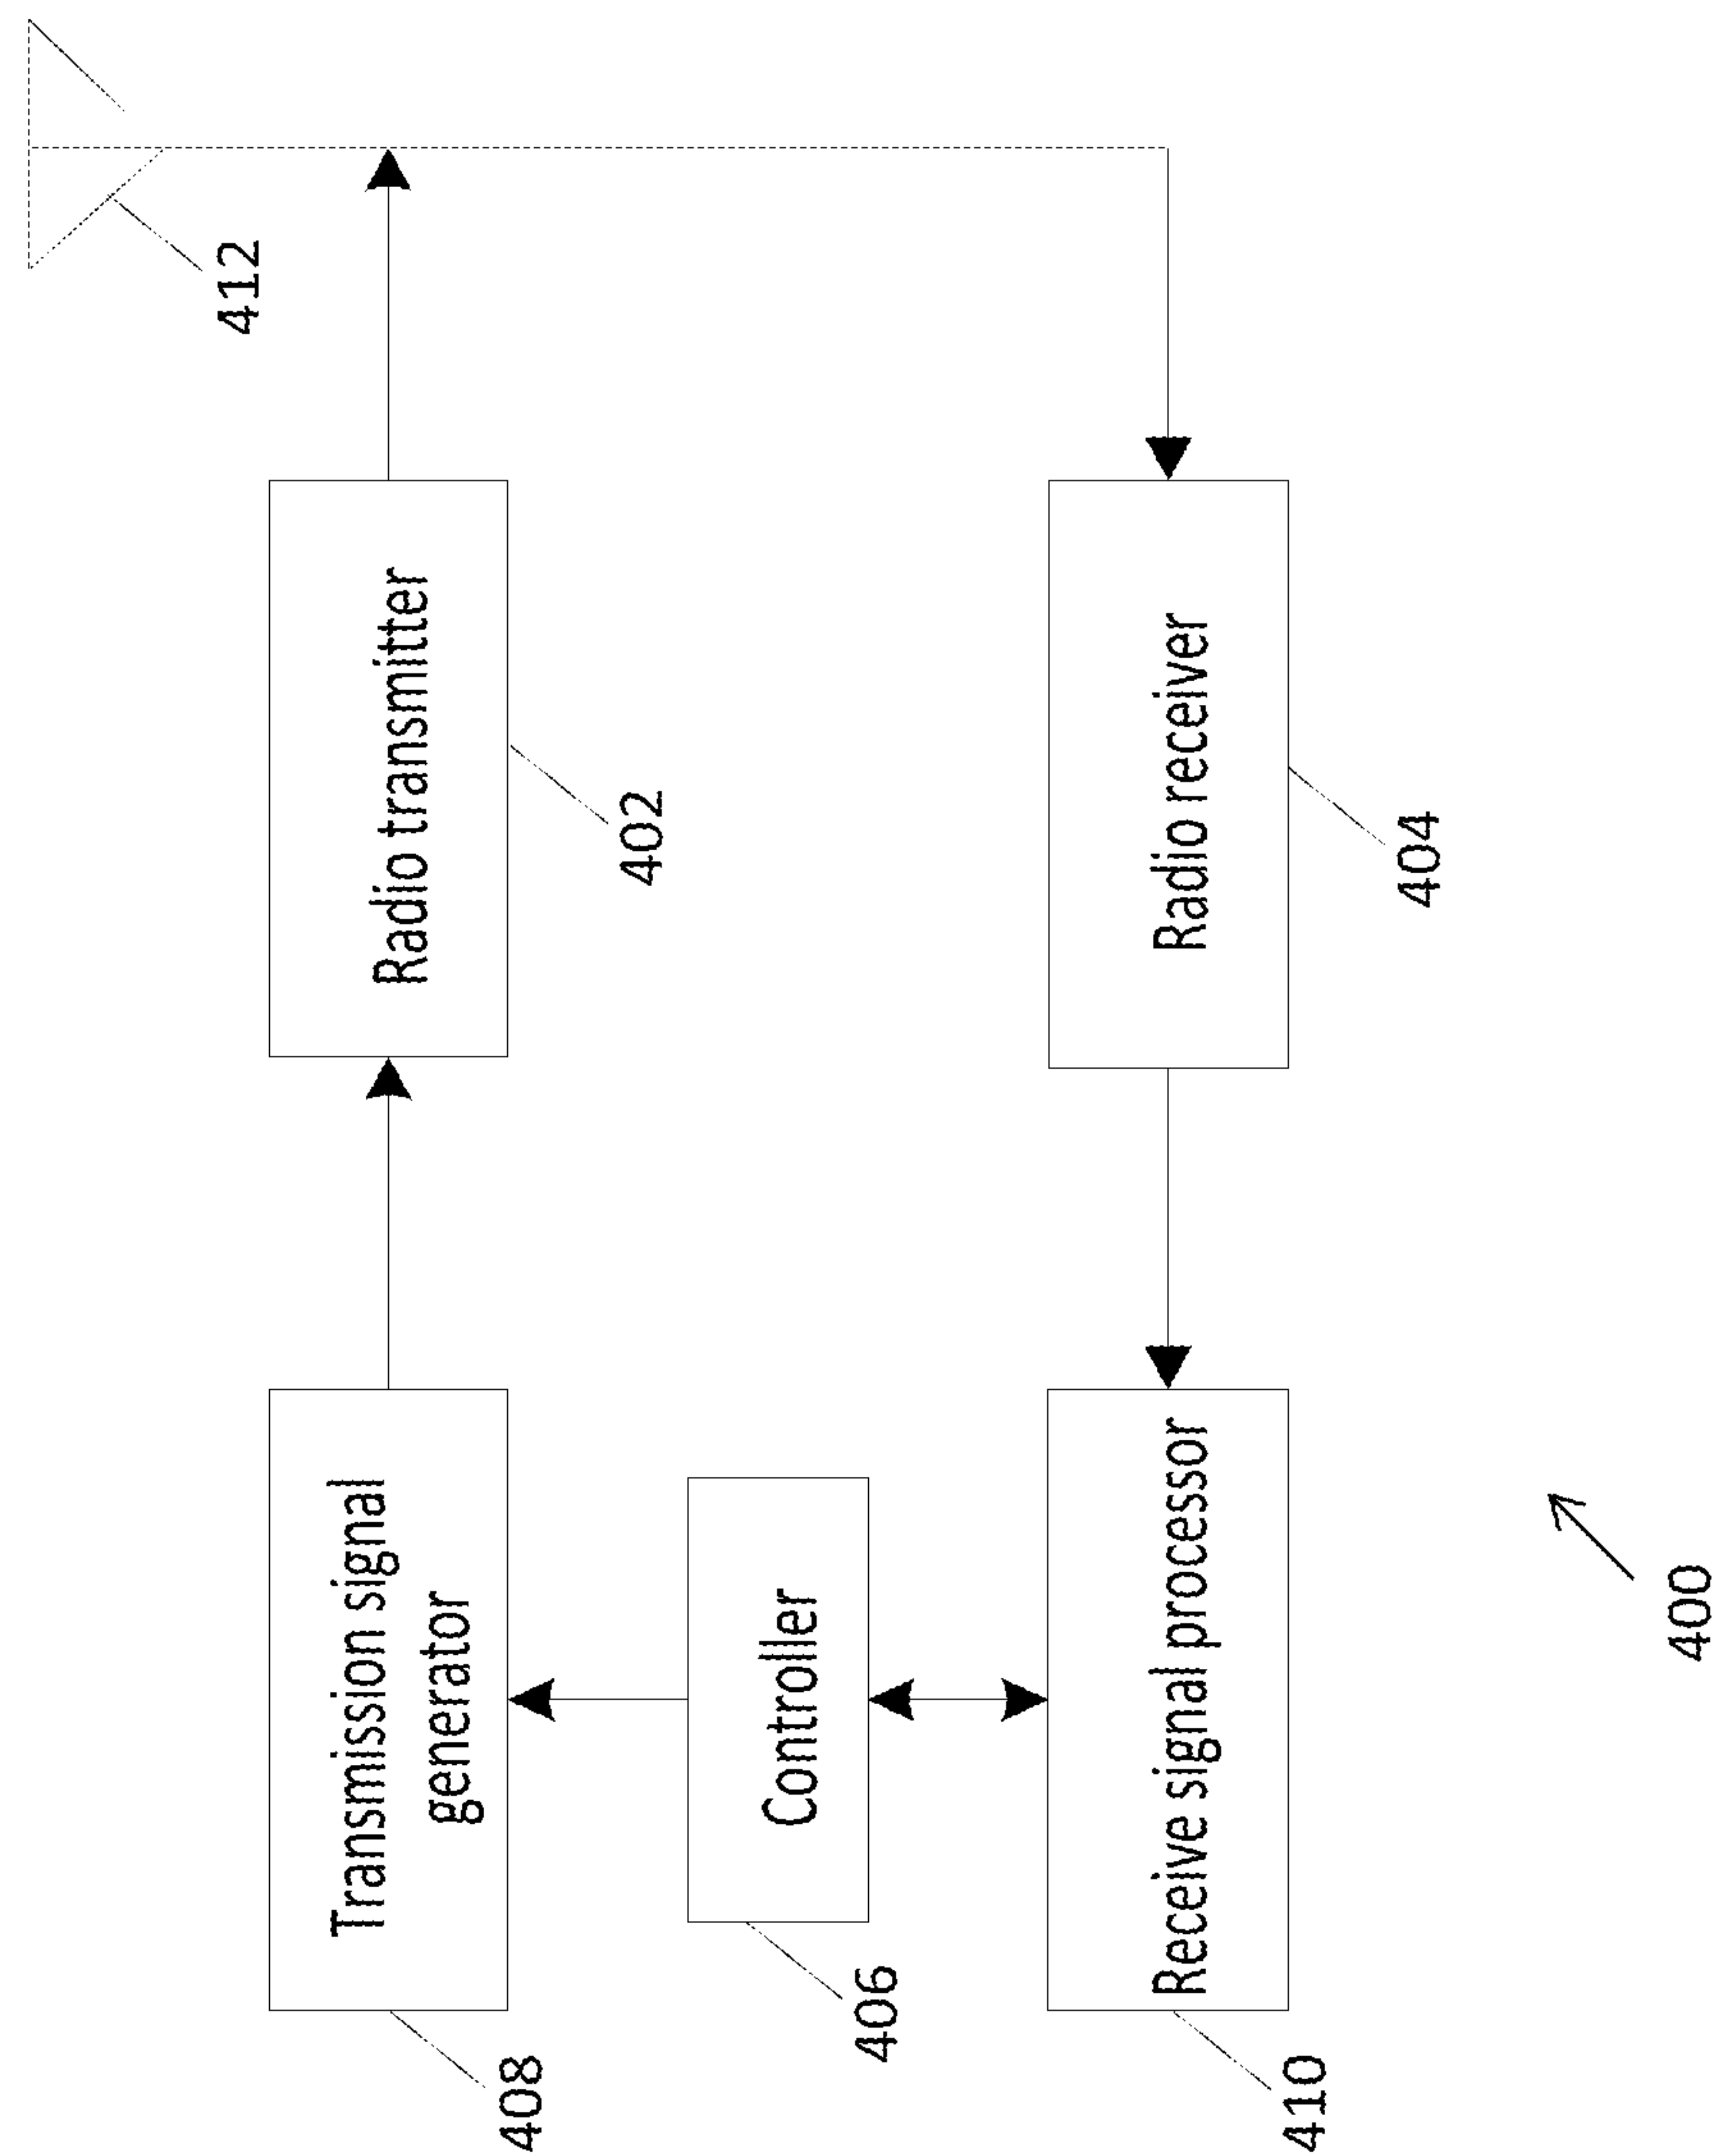 412
Radio transmitter
402
Transmission signal
generator
408
Controller
406
Radio receiver
404
Receive signal processor
410
400